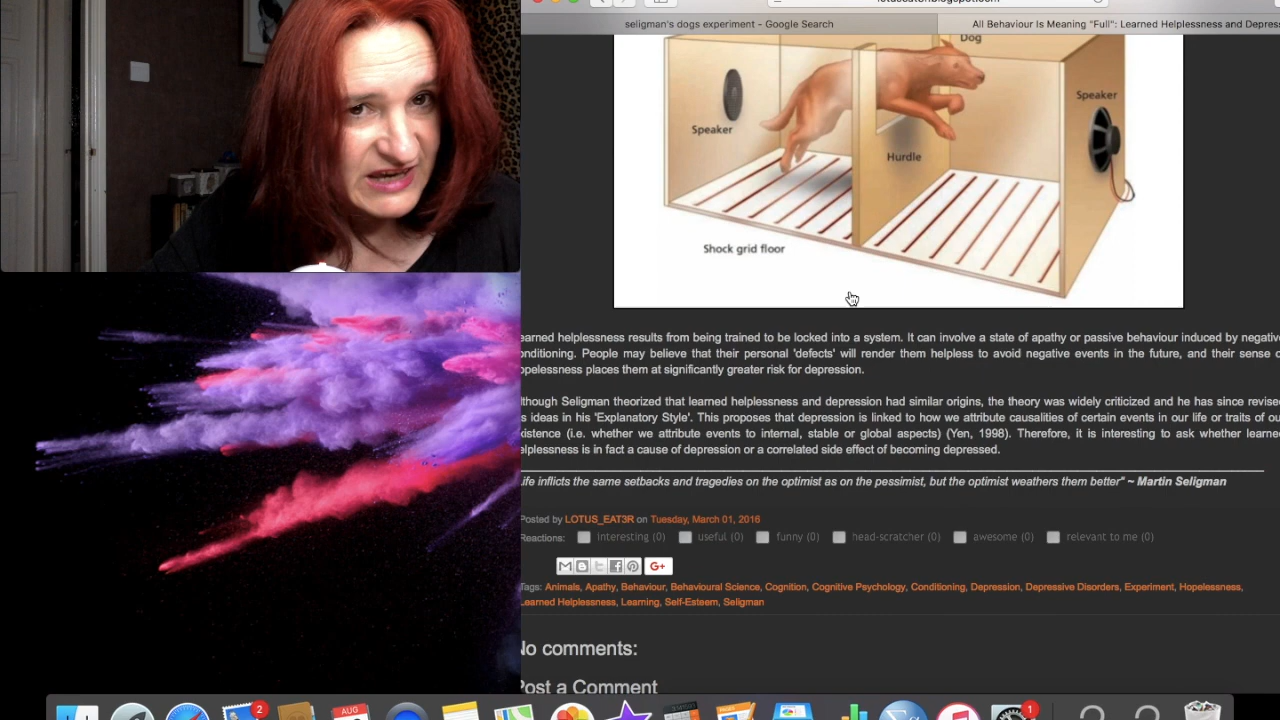 lotuseater.blogspot.com
seligman's dogs experiment - Google Search
All Behaviour Is Meaning "Full": Learned Helplessness and Depres
Dog
Speaker
Speaker
Hurdle
Shock grid floor
earned helplessness results from being trained to be locked into a system. It can involve a state of apathy or passive behaviour induced by negative
onditioning. People may believe that their personal 'defects' will render them helpless to avoid negative events in the future, and their sense o
opelessness places them at significantly greater risk for depression.
lthough Seligman theorized that learned helplessness and depression had similar origins, the theory was widely criticized and he has since revised
is ideas in his 'Explanatory Style'. This proposes that depression is linked to how we attribute causalities of certain events in our life or traits of ou
xistence (i.e. whether we attribute events to internal, stable or global aspects) (Yen, 1998). Therefore, it is interesting to ask whether learned
elplessness is in fact a cause of depression or a correlated side effect of becoming depressed.
Life inflicts the same setbacks and tragedies on the optimist as on the pessimist, but the optimist weathers them better" ~ Martin Seligman
Posted by LOTUS_EAT3R on Tuesday, March 01, 2016
Reactions: interesting (0) useful (0) funny (0) head-scratcher (0) awesome (0) relevant to me (0)
G+
Tags: Animals, Apathy, Behaviour, Behavioural Science, Cognition, Cognitive Psychology, Conditioning, Depression, Depressive Disorders, Experiment, Hopelessness,
Learned Helplessness, Learning, Self-Esteem, Seligman
No comments:
Post a Comment
2
AUG
1